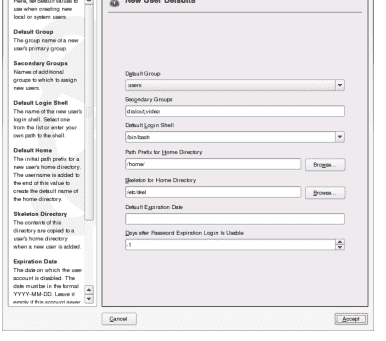 Here, set default values to
use when creating new
local or system users.
Default Group
The group name of a new
user's primary group.
Secondary Groups
Names of additional
groups to which to assign
new users.
Default Login Shell
The name of the new user's
login shell. Select one
from the list or enter your
own path to the shell.
Default Home
The initial path prefix for a
new user's home directory.
The username is added to
the end of this value to
create the default name of
the home directory.
Skeleton Directory
The contents of this
directory are copied to a
user's home directory
when a new user is added.
Expiration Date
The date on which the user
account is disabled. The
date must be in the format
YYYY-MM-DD. Leave it
empty if this account never
New User Defaults
Default Group
users
Secondary Groups
dialout,video
Default Login Shell
/bin/bash
Path Prefix for Home Directory
/home/
Browse...
Skeleton for Home Directory
/etc/skel
Browse...
Default Expiration Date
Days after Password Expiration Login Is Usable
-1
Cancel
Accept